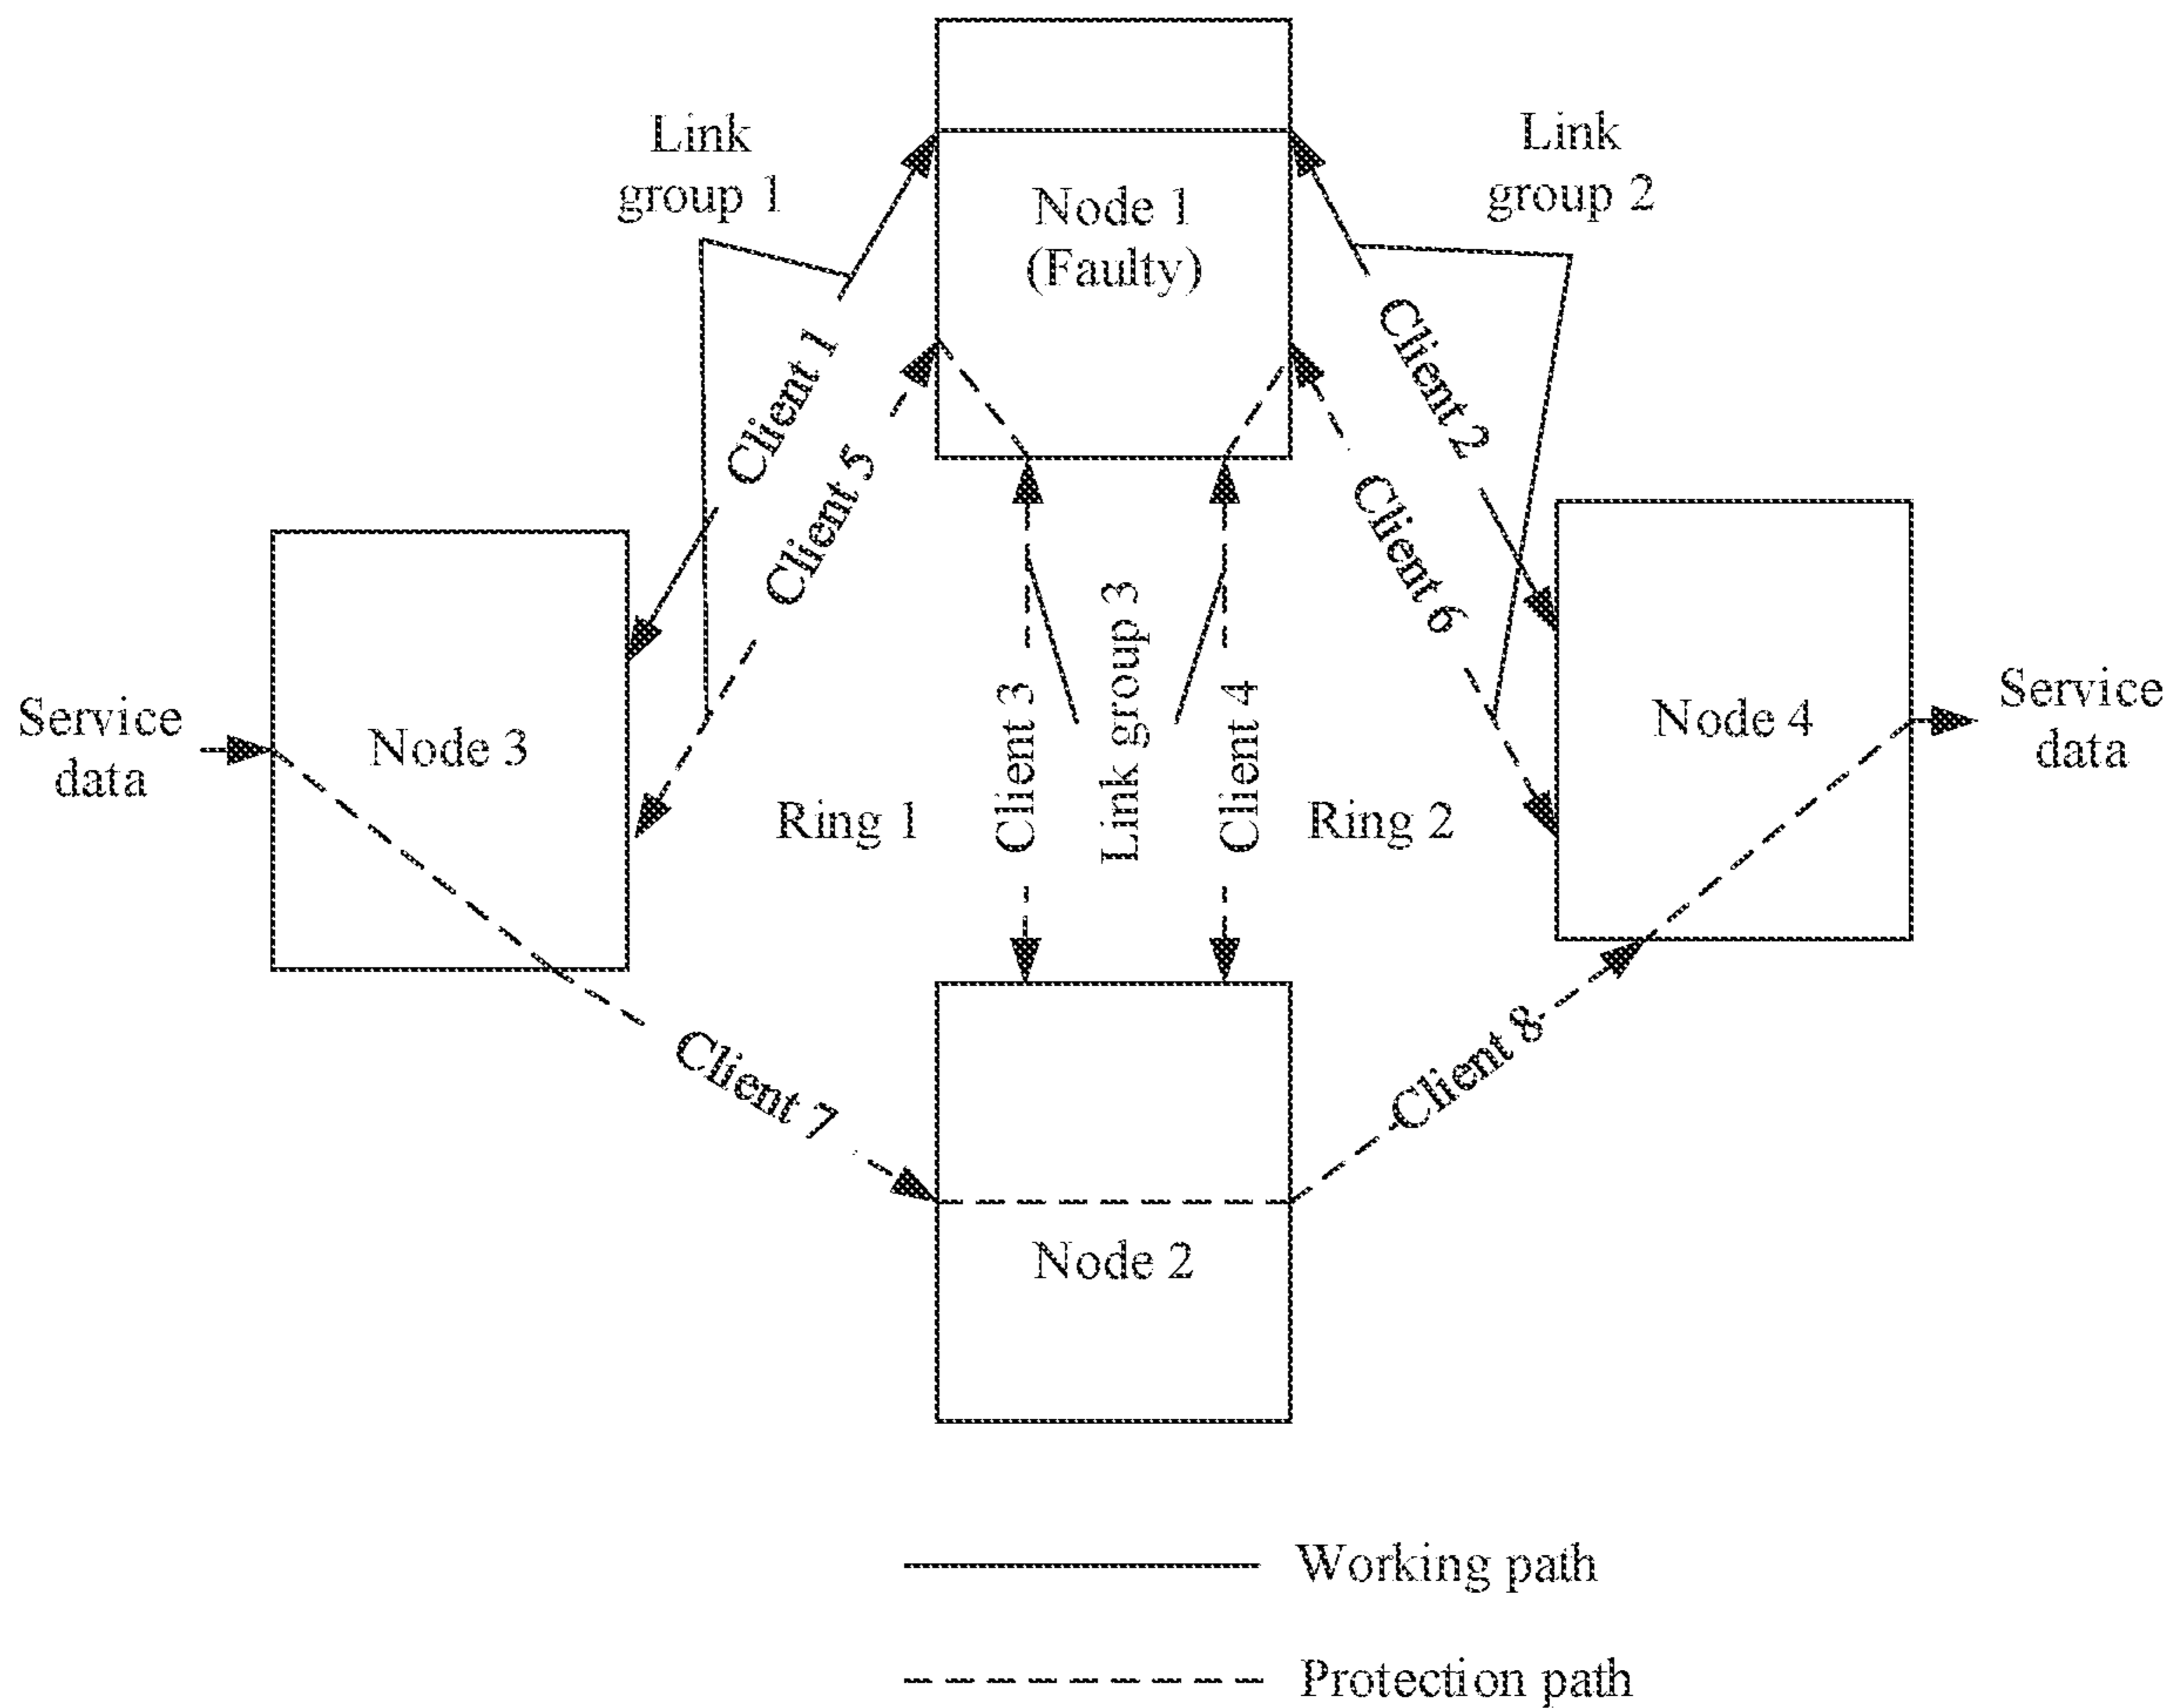 Link
group 1
Link
group 2
Node 1
(Faulty)
Client 1
Client 5
Client 2
Client 6
Service
data
Node 3
Ring 1
Client 3
Link group 3
Client 4
Ring 2
Node 4
Service
data
Client 7
Client 8
Node 2
Working path
Protection path